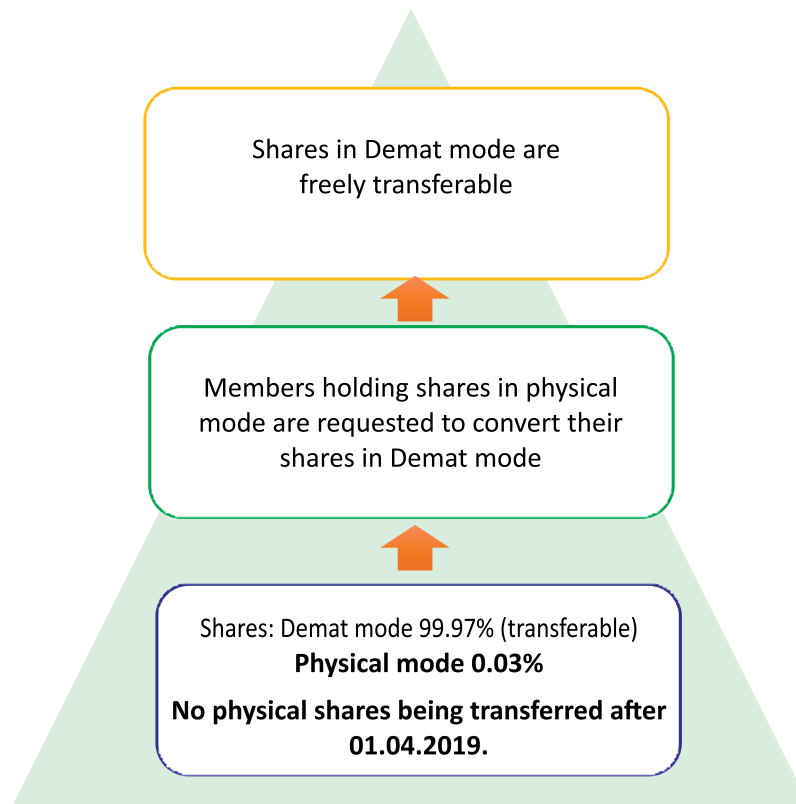 Shares in Demat mode are
freely transferable
Members holding shares in physical
mode are requested to convert their
shares in Demat mode
Shares: Demat mode 99.97% (transferable)
Physical mode 0.03%
No physical shares being transferred after
01.04.2019.